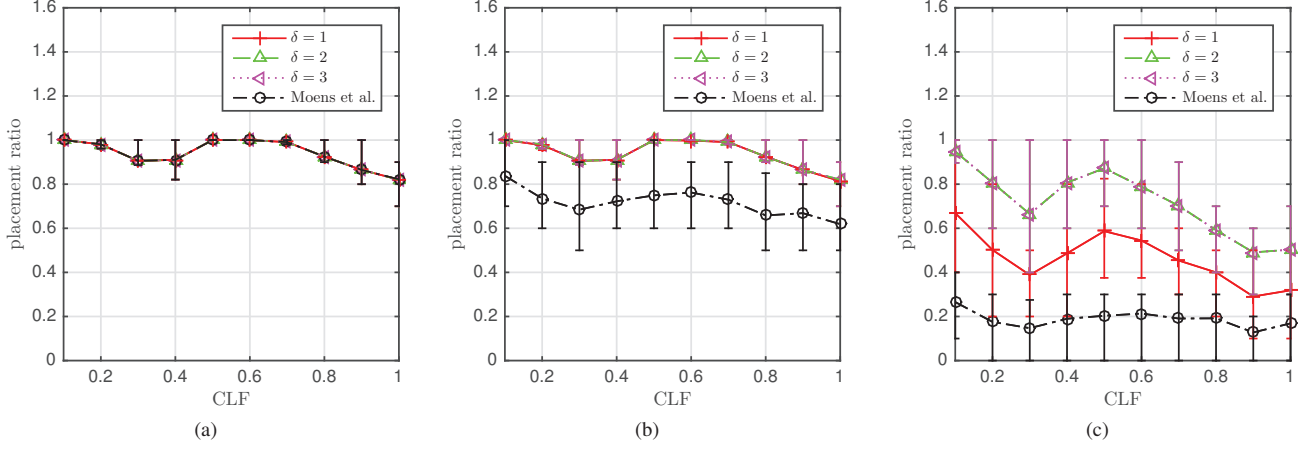 1.6
1.4
1.2
1
0.8
0.6
0.4
0.2
0
placement ratio
δ = 1
δ = 2
δ = 3
Moens et al.
0.2 0.4 0.6 0.8 1
CLF
(a)
1.6
1.4
1.2
1
0.8
0.6
0.4
0.2
0
placement ratio
δ = 1
δ = 2
δ = 3
Moens et al.
0.2 0.4 0.6 0.8 1
CLF
(b)
1.6
1.4
1.2
1
0.8
0.6
0.4
0.2
0
placement ratio
δ = 1
δ = 2
δ = 3
Moens et al.
0.2 0.4 0.6 0.8 1
CLF
(c)